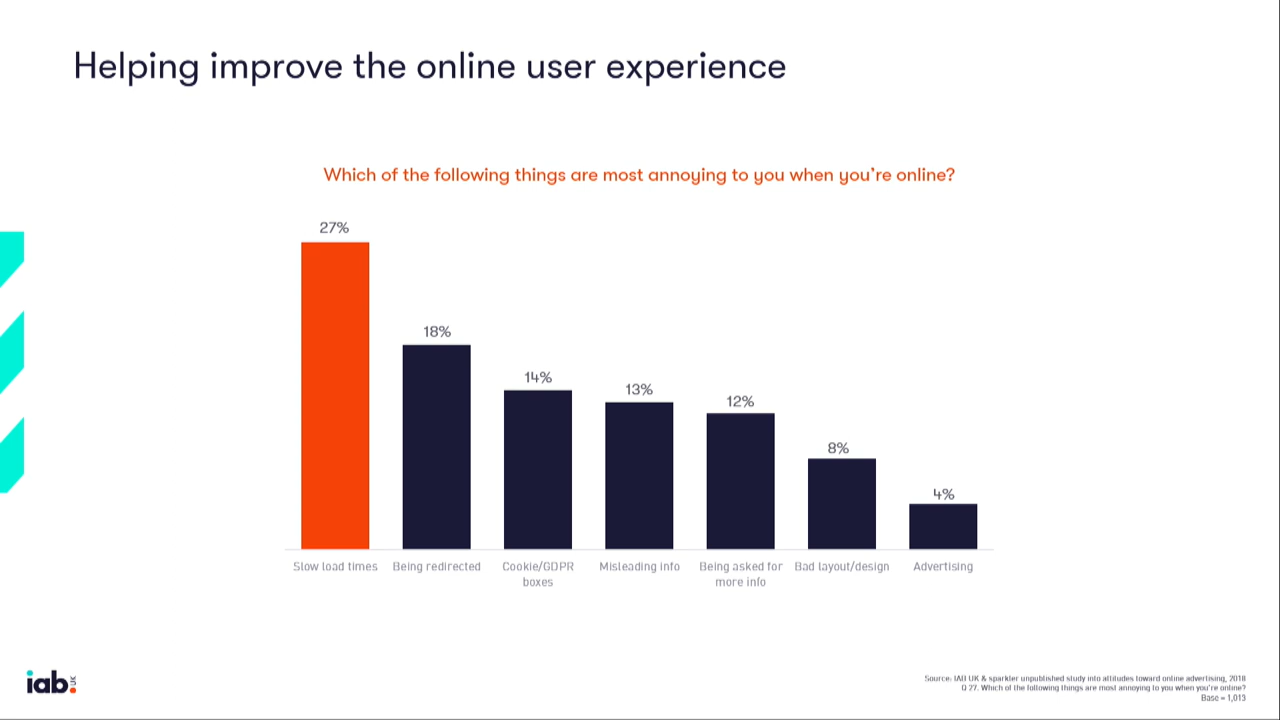 Helping improve the online user experience
Which of the following things are most annoying to you when you're online?
27%
18%
14%
13%
12%
8%
4%
Slow load times
Being redirected
Cookie/GDPR
boxes
Misleading info
Being asked for
more info
Bad layout/design
Advertising
iab.
UK
Source: IAB UK & sparkler unpublished study into attitudes toward online advertising, 2018
Q 27. Which of the following things are most annoying to you when you're online?
Base = 1,013